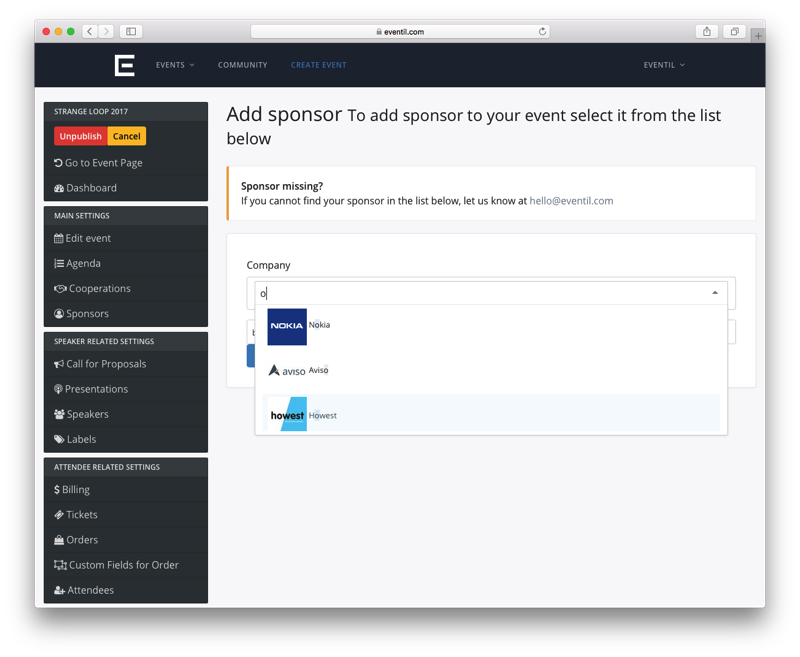 eventil.com
EVENTS
COMMUNITY
CREATE EVENT
EVENTIL
STRANGE LOOP 2017
Unpublish
Cancel
Go to Event Page
Dashboard
MAIN SETTINGS
Edit event
Agenda
Cooperations
Sponsors
SPEAKER RELATED SETTINGS
Call for Proposals
Presentations
Speakers
Labels
ATTENDEE RELATED SETTINGS
$ Billing
Tickets
Orders
Custom Fields for Order
Attendees
Add sponsor To add sponsor to your event select it from the list
below
Sponsor missing?
If you cannot find your sponsor in the list below, let us know at hello@eventil.com
Company
o
NOKIA Nokia
AVISO Aviso
howest Howest